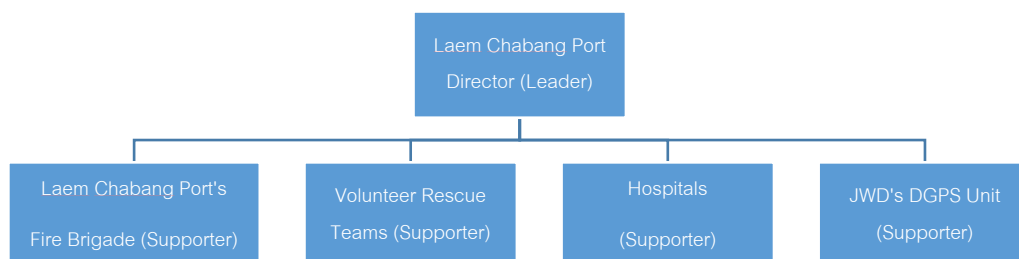 Laem Chabang Port
Director (Leader)
Laem Chabang Port's
Fire Brigade (Supporter)
Volunteer Rescue
Teams (Supporter)
Hospitals
(Supporter)
JWD's DGPS Unit
(Supporter)